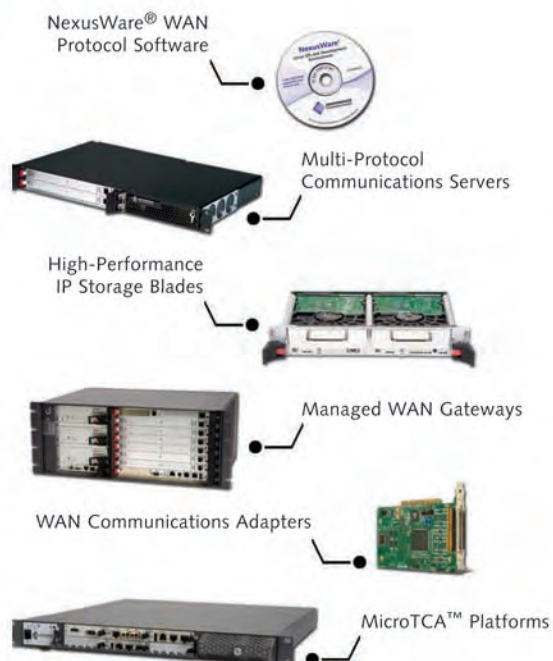 NexusWare® WAN
Protocol Software
NexusWare®
Multi-Protocol
Communications Servers
High-Performance
IP Storage Blades
Managed WAN Gateways
WAN Communications Adapters
MicroTCA™ Platforms